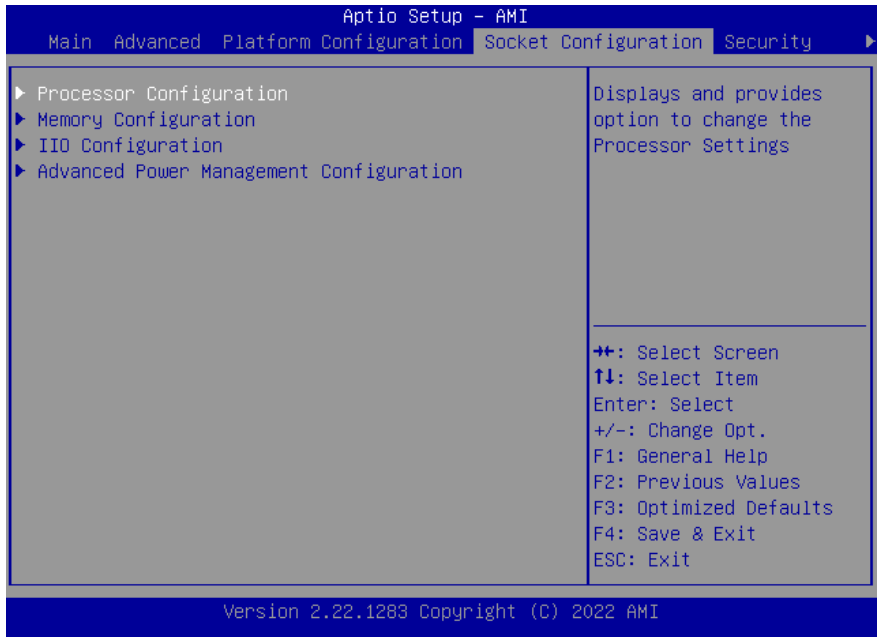 Aptio Setup – AMI
Main Advanced Platform Configuration Socket Configuration Security ▶
▶ Processor Configuration
▶ Memory Configuration
▶ IIO Configuration
▶ Advanced Power Management Configuration
Displays and provides
option to change the
Processor Settings
→←: Select Screen
↑↓: Select Item
Enter: Select
+/-: Change Opt.
F1: General Help
F2: Previous Values
F3: Optimized Defaults
F4: Save & Exit
ESC: Exit
Version 2.22.1283 Copyright (C) 2022 AMI